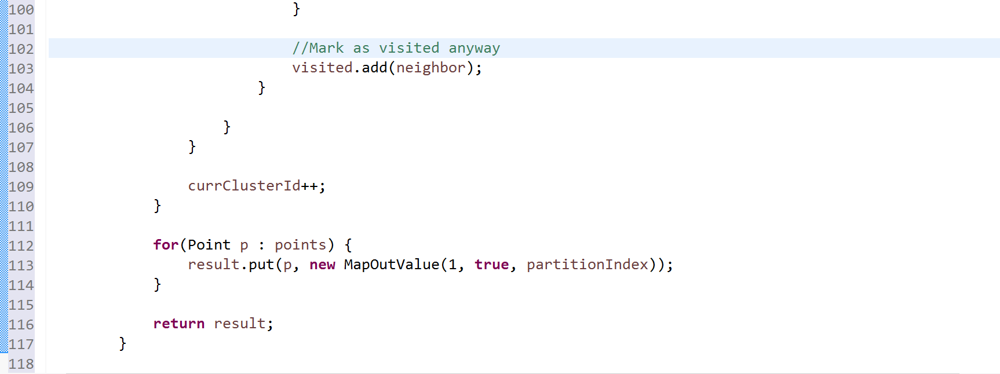 100 }
101
102 //Mark as visited anyway
103 visited.add(neighbor);
104 }
105
106 }
107 }
108
109 currClusterId++;
110 }
111
112 for(Point p : points) {
113 result.put(p, new MapOutValue(1, true, partitionIndex));
114 }
115
116 return result;
117 }
118